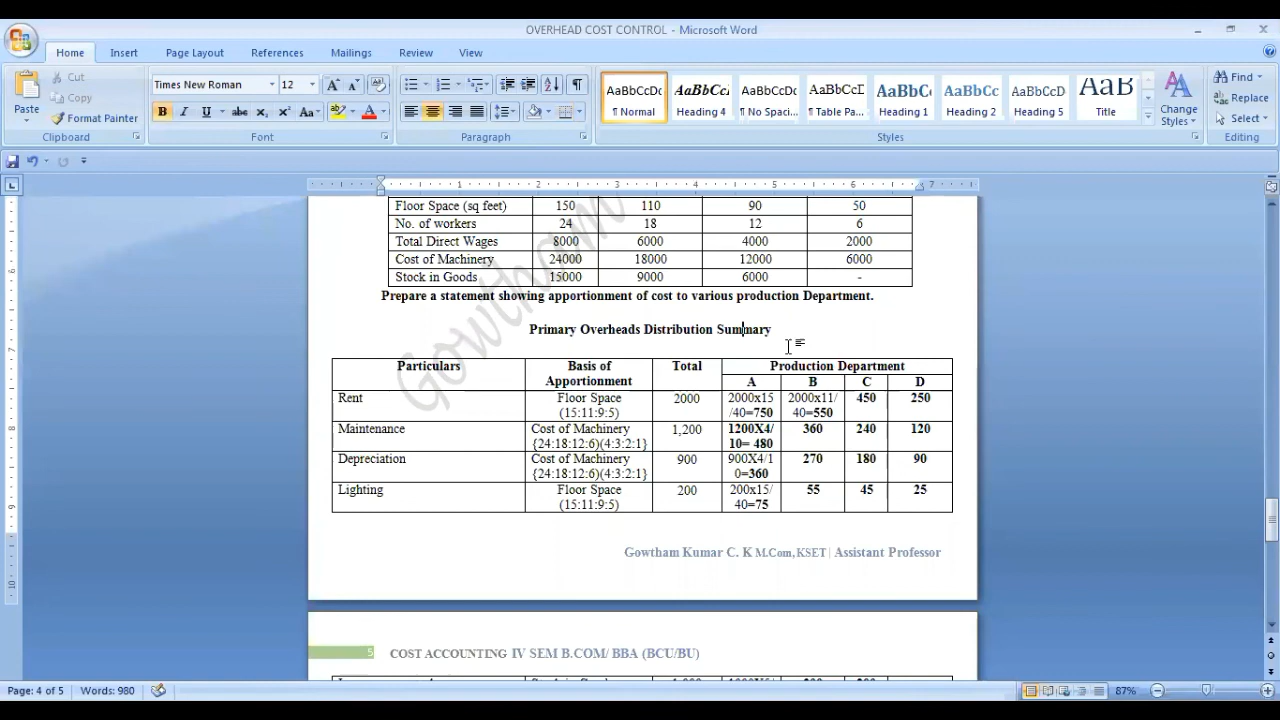 OVERHEAD COST CONTROL - Microsoft Word
Home Insert Page Layout References Mailings Review View
Paste Cut Copy Format Painter
Times New Roman 12
AaBbCcDc AaBbCc AaBbCcDc AaBbCcD AaBbC AaBbCc AaBbCcD AaB
¶ Normal Heading 4 ¶ No Spaci... ¶ Table Pa... Heading 1 Heading 2 Heading 5 Title
Change Styles
Find Replace Select
Clipboard Font Paragraph Styles Editing
1 2 3 4 5 6 7
Floor Space (sq feet) 150 110 90 50
No. of workers 24 18 12 6
Total Direct Wages 8000 6000 4000 2000
Cost of Machinery 24000 18000 12000 6000
Stock in Goods 15000 9000 6000 -
Prepare a statement showing apportionment of cost to various production Department.
Primary Overheads Distribution Summary
Particulars Basis of Apportionment Total Production Department
A B C D
Rent Floor Space (15:11:9:5) 2000 2000x15/40=750 2000x11/40=550 450 250
Maintenance Cost of Machinery {24:18:12:6)(4:3:2:1} 1,200 1200X4/10= 480 360 240 120
Depreciation Cost of Machinery {24:18:12:6)(4:3:2:1} 900 900X4/10=360 270 180 90
Lighting Floor Space (15:11:9:5) 200 200x15/40=75 55 45 25
Gowtham
Gowtham Kumar C. K M.Com,KSET | Assistant Professor
5 COST ACCOUNTING IV SEM B.COM/ BBA (BCU/BU)
Page: 4 of 5 Words: 980 87%